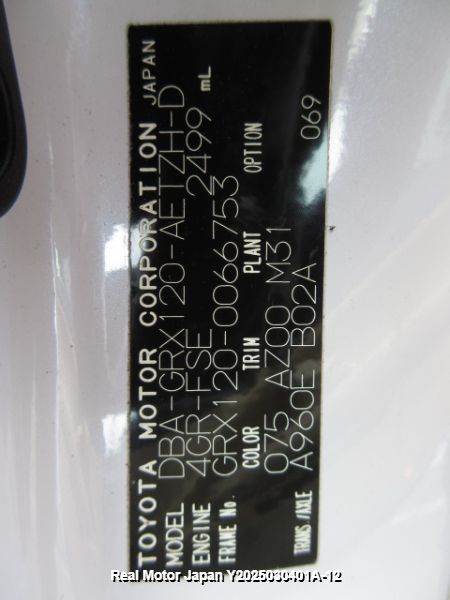 TOYOTA MOTOR CORPORATION JAPAN
MODEL DBA-GRX120-AETZH-D
ENGINE 4GR-FSE 2499 mL
FRAME No. GRX120-0066753
COLOR TRIM PLANT OPTION
075 AZ00 M31 069
TRANS/AXLE A960E B02A
Real Motor Japan Y2025030401A-12